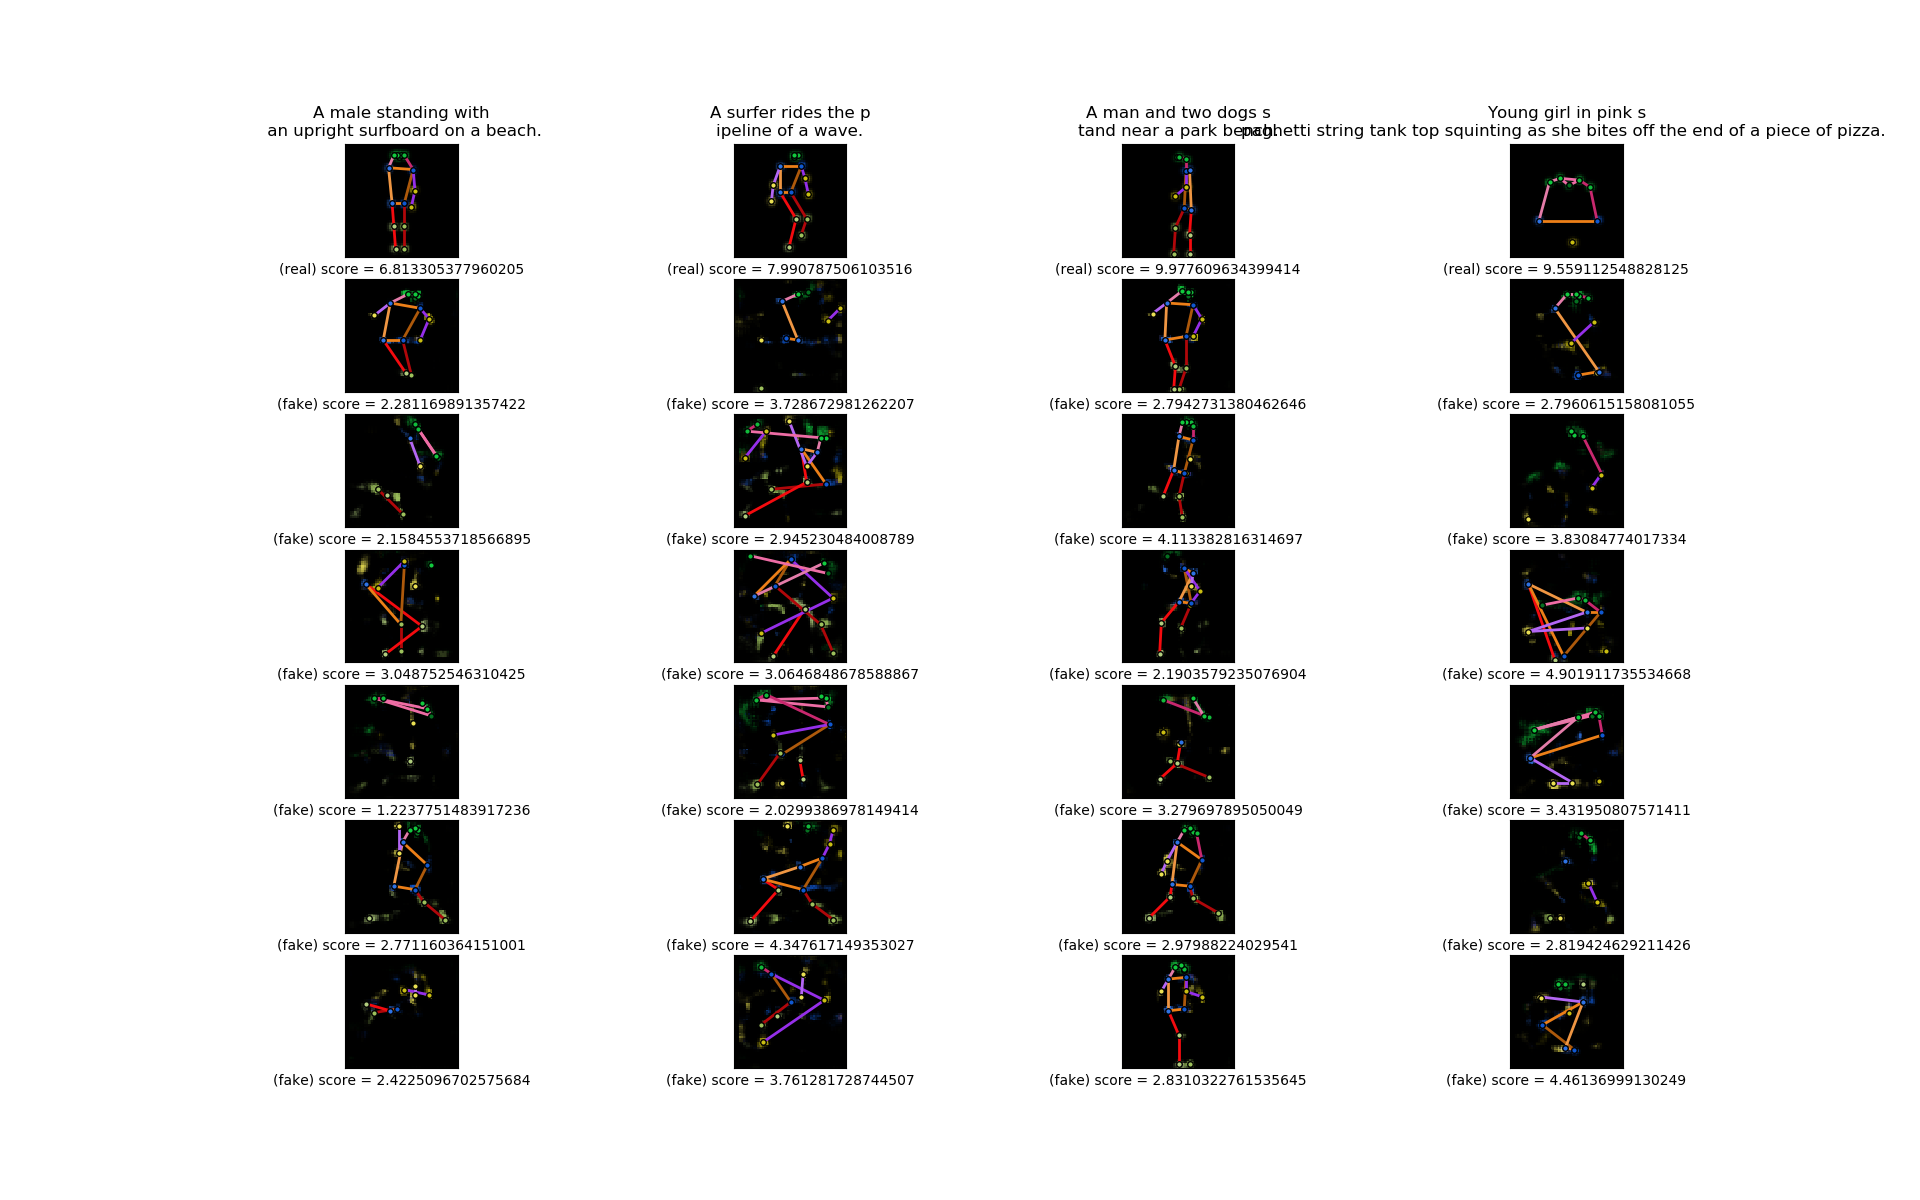 A male standing with
an upright surfboard on a beach.
A surfer rides the p
ipeline of a wave.
A man and two dogs s
tand near a park bench.
Young girl in pink s
paghetti string tank top squinting as she bites off the end of a piece of pizza.
(real) score = 6.813305377960205
(real) score = 7.990787506103516
(real) score = 9.977609634399414
(real) score = 9.559112548828125
(fake) score = 2.281169891357422
(fake) score = 3.728672981262207
(fake) score = 2.7942731380462646
(fake) score = 2.7960615158081055
(fake) score = 2.1584553718566895
(fake) score = 2.945230484008789
(fake) score = 4.113382816314697
(fake) score = 3.83084774017334
(fake) score = 3.048752546310425
(fake) score = 3.0646848678588867
(fake) score = 2.1903579235076904
(fake) score = 4.901911735534668
(fake) score = 1.2237751483917236
(fake) score = 2.0299386978149414
(fake) score = 3.279697895050049
(fake) score = 3.431950807571411
(fake) score = 2.771160364151001
(fake) score = 4.347617149353027
(fake) score = 2.97988224029541
(fake) score = 2.819424629211426
(fake) score = 2.4225096702575684
(fake) score = 3.761281728744507
(fake) score = 2.8310322761535645
(fake) score = 4.46136999130249